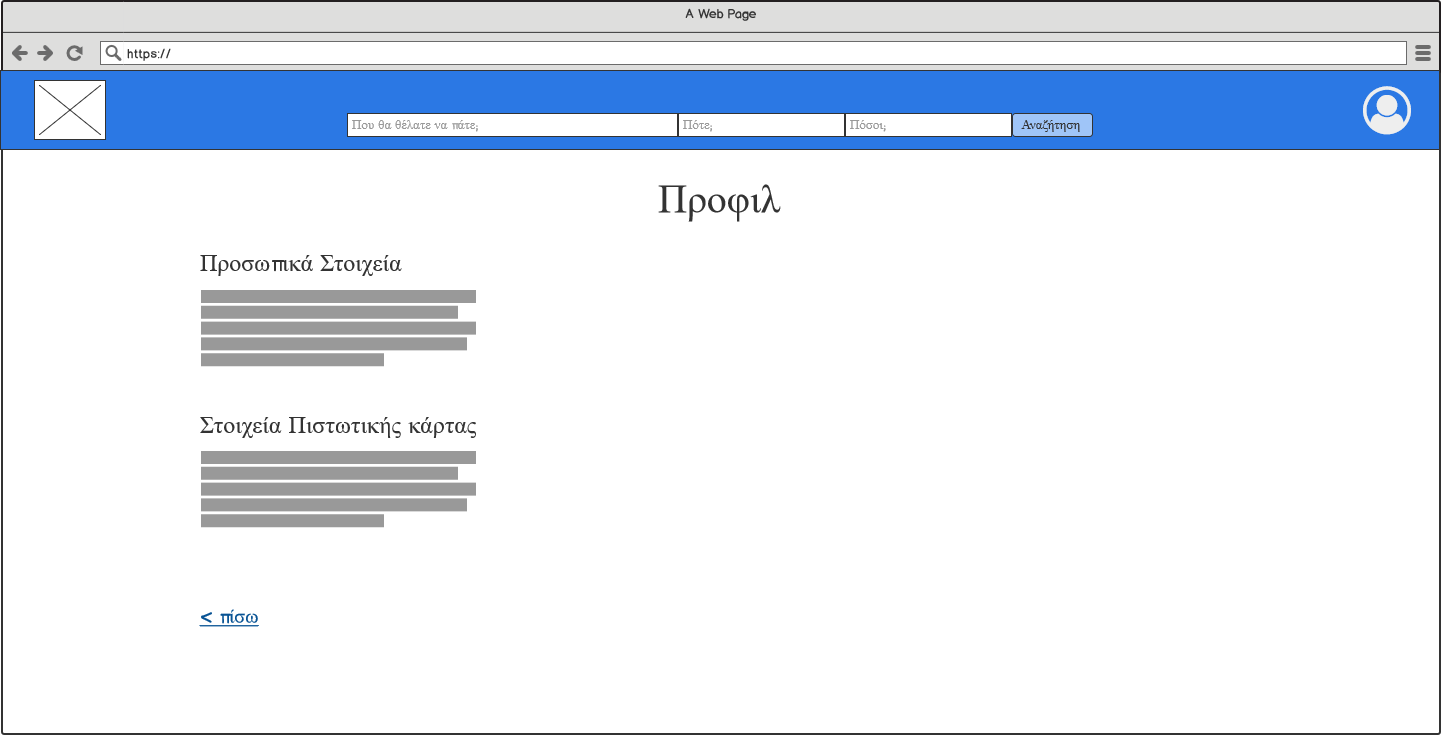 A Web Page
https://
Που θα θέλατε να πάτε; Πότε; Πόσοι; Αναζήτηση
Προφιλ
Προσωπικά Στοιχεία
Στοιχεία Πιστωτικής κάρτας
< πίσω